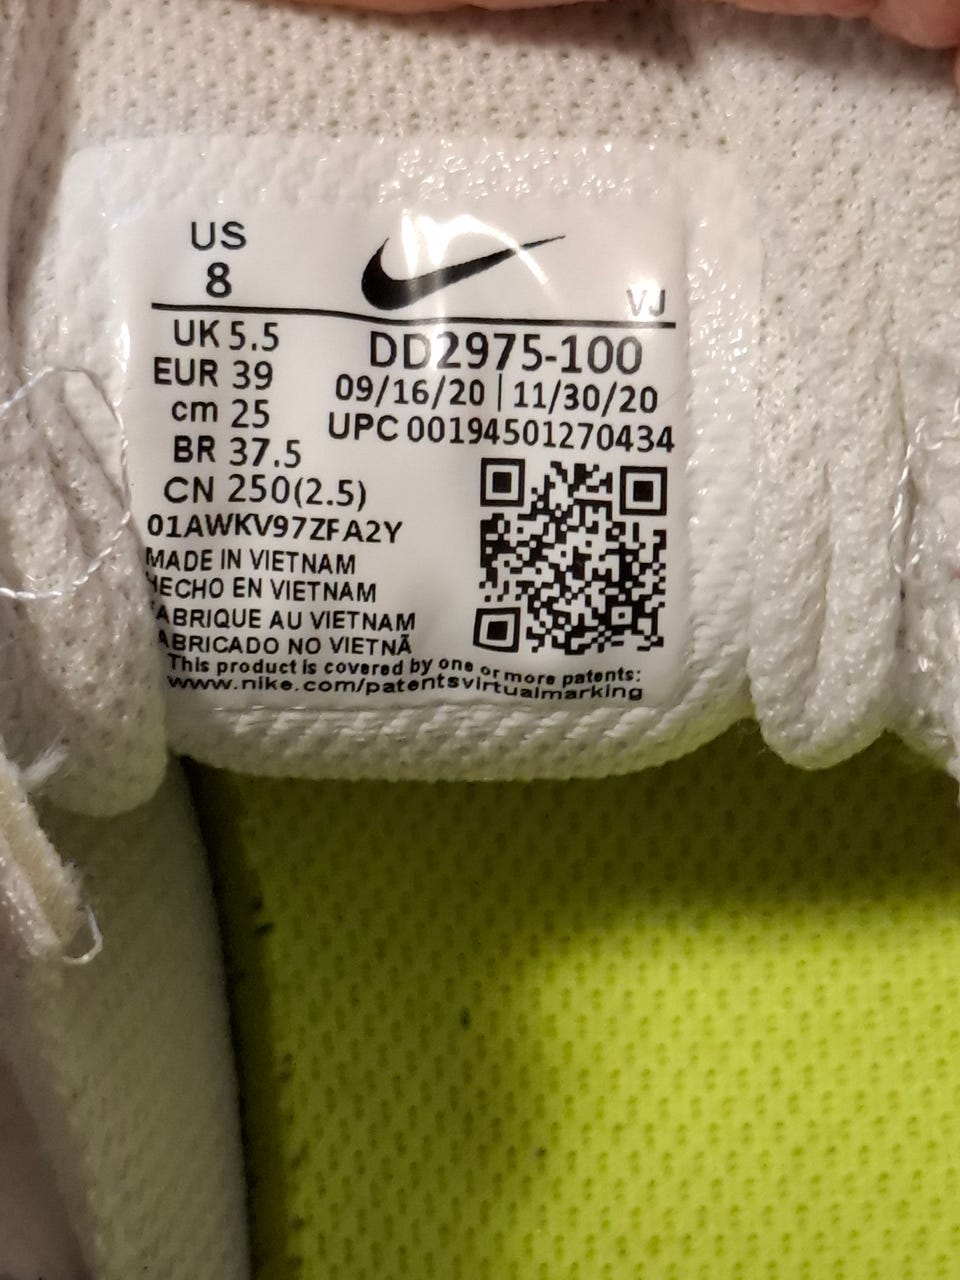 US
8
VJ
UK 5.5
EUR 39
cm 25
BR 37.5
CN 250(2.5)
DD2975-100
09/16/20 | 11/30/20
UPC 00194501270434
01AWKV97ZFA2Y
MADE IN VIETNAM
HECHO EN VIETNAM
FABRIQUE AU VIETNAM
FABRICADO NO VIETNÃ
This product is covered by one or more patents:
www.nike.com/patentsvirtualmarking